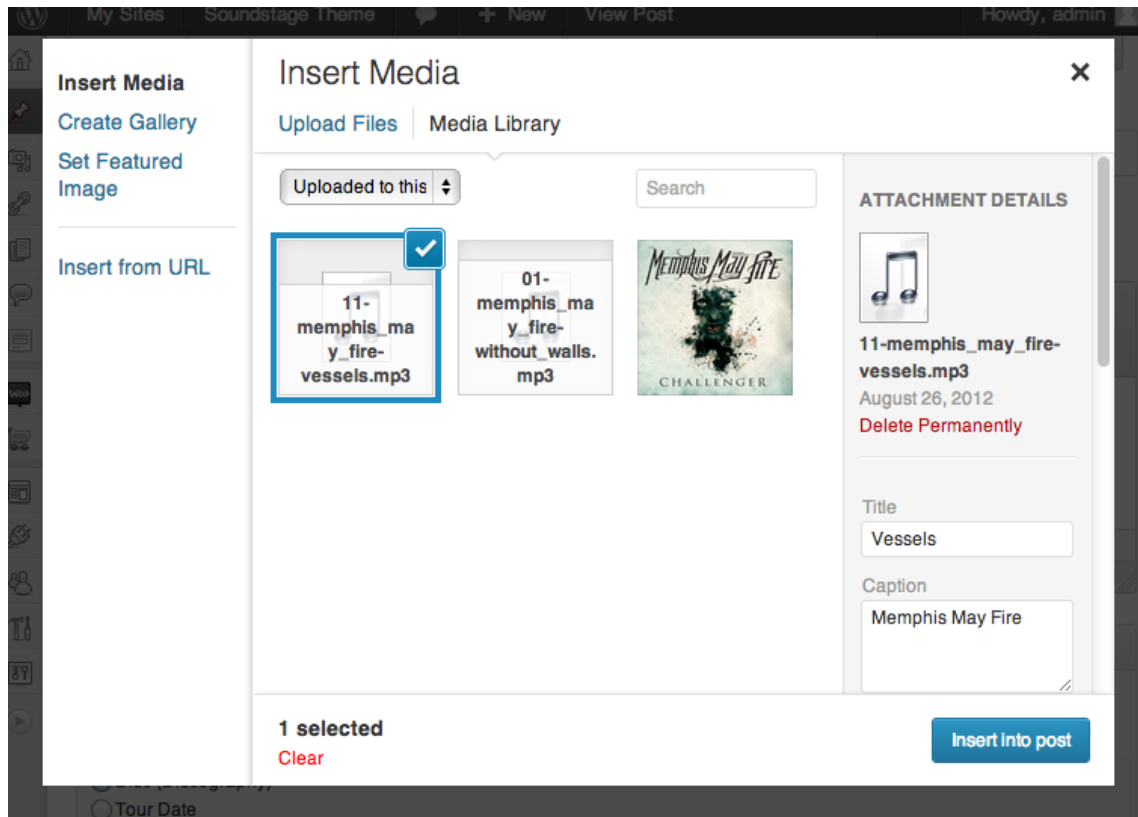 My Sites Soundstage Theme + New View Post Howdy, admin
Insert Media
Create Gallery
Set Featured
Image
Insert from URL
Insert Media
Upload Files Media Library
Uploaded to this
Search
11-
memphis_ma
y_fire-
vessels.mp3
01-
memphis_ma
y_fire-
without_walls.
mp3
Memphis May Fire
CHALLENGER
ATTACHMENT DETAILS
11-memphis_may_fire-
vessels.mp3
August 26, 2012
Delete Permanently
Title
Vessels
Caption
Memphis May Fire
1 selected
Clear
Insert into post
Tour Date